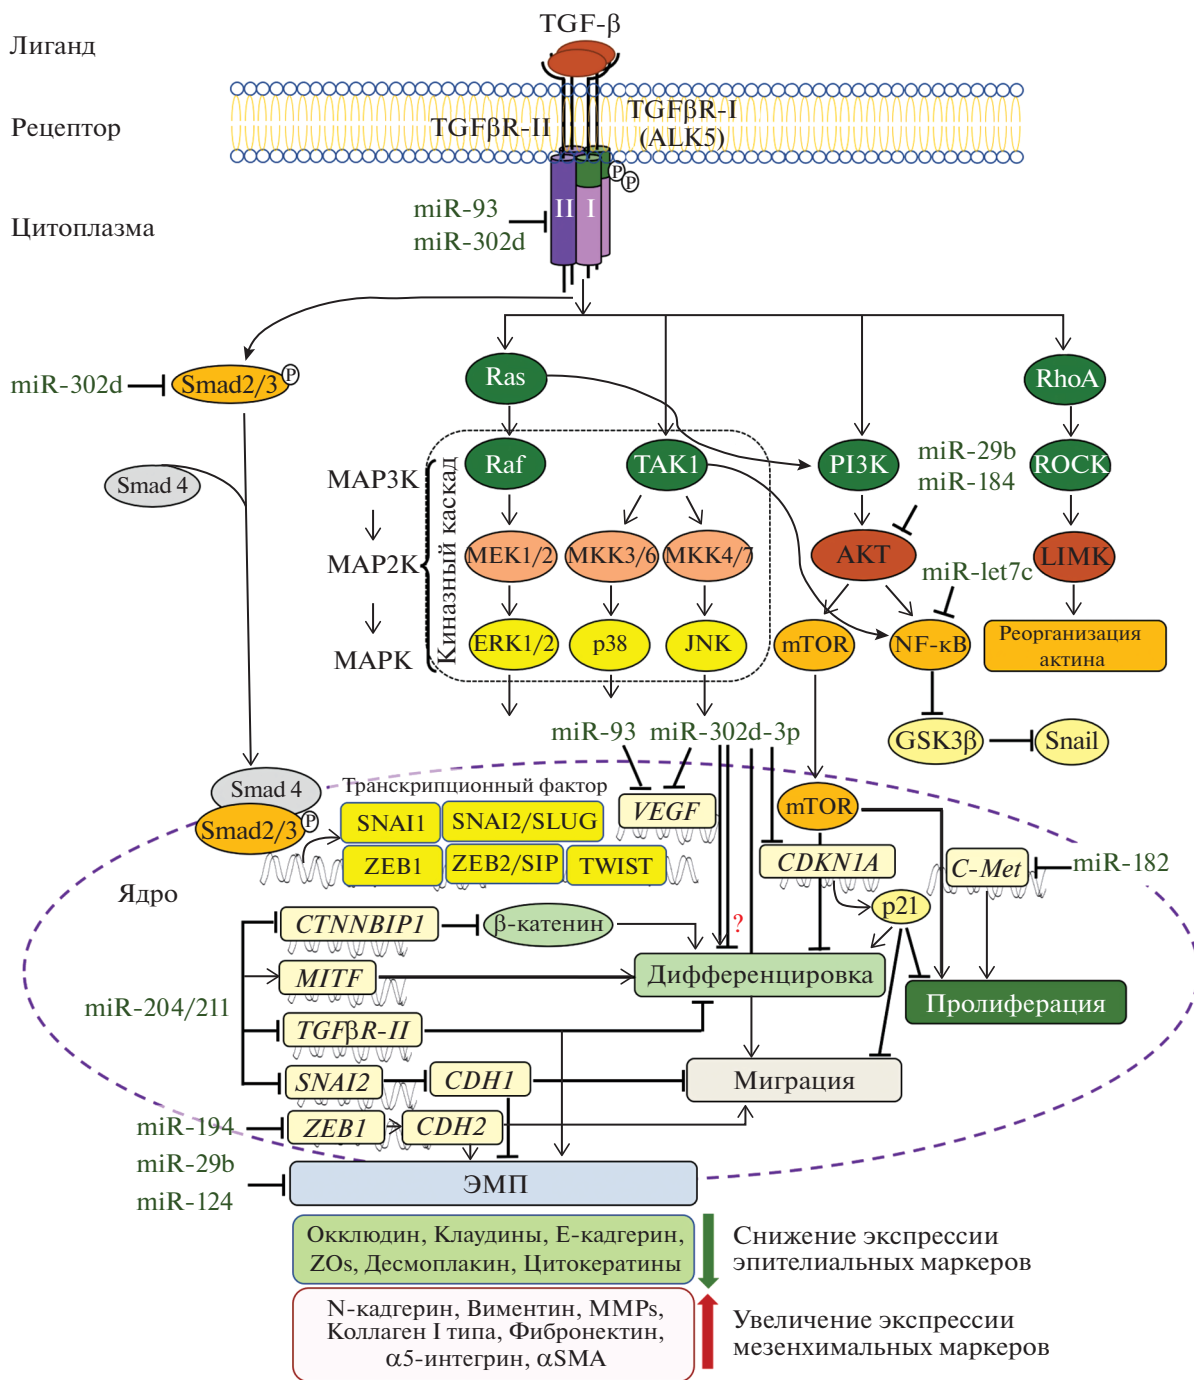 TGF-β
Лиганд
Рецептор
TGFβR-II
TGFβR-I
(ALK5)
P
P
Цитоплазма
miR-93
miR-302d
II
I
miR-302d
Smad2/3
P
Ras
RhoA
Smad 4
MAP3K
MAP2K
MAPK
Киназный каскад
Raf
TAK1
PI3K
miR-29b
miR-184
ROCK
MEK1/2
MKK3/6
MKK4/7
AKT
miR-let7c
LIMK
ERK1/2
p38
JNK
mTOR
NF-κB
Реорганизация
актина
miR-93
miR-302d-3p
GSK3β
Snail
Smad 4
Smad2/3
P
Транскрипционный фактор
SNAI1
SNAI2/SLUG
ZEB1
ZEB2/SIP
TWIST
VEGF
mTOR
CDKN1A
C-Met
miR-182
p21
Ядро
CTNNBIP1
β-катенин
?
MITF
Дифференцировка
Пролиферация
miR-204/211
TGFβR-II
SNAI2
CDH1
Миграция
miR-194
ZEB1
CDH2
miR-29b
miR-124
ЭМП
Окклюдин, Клаудины, E-кадгерин,
ZOs, Десмоплакин, Цитокератины
Снижение экспрессии
эпителиальных маркеров
N-кадгерин, Виментин, MMPs,
Коллаген I типа, Фибронектин,
α5-интегрин, αSMA
Увеличение экспрессии
мезенхимальных маркеров